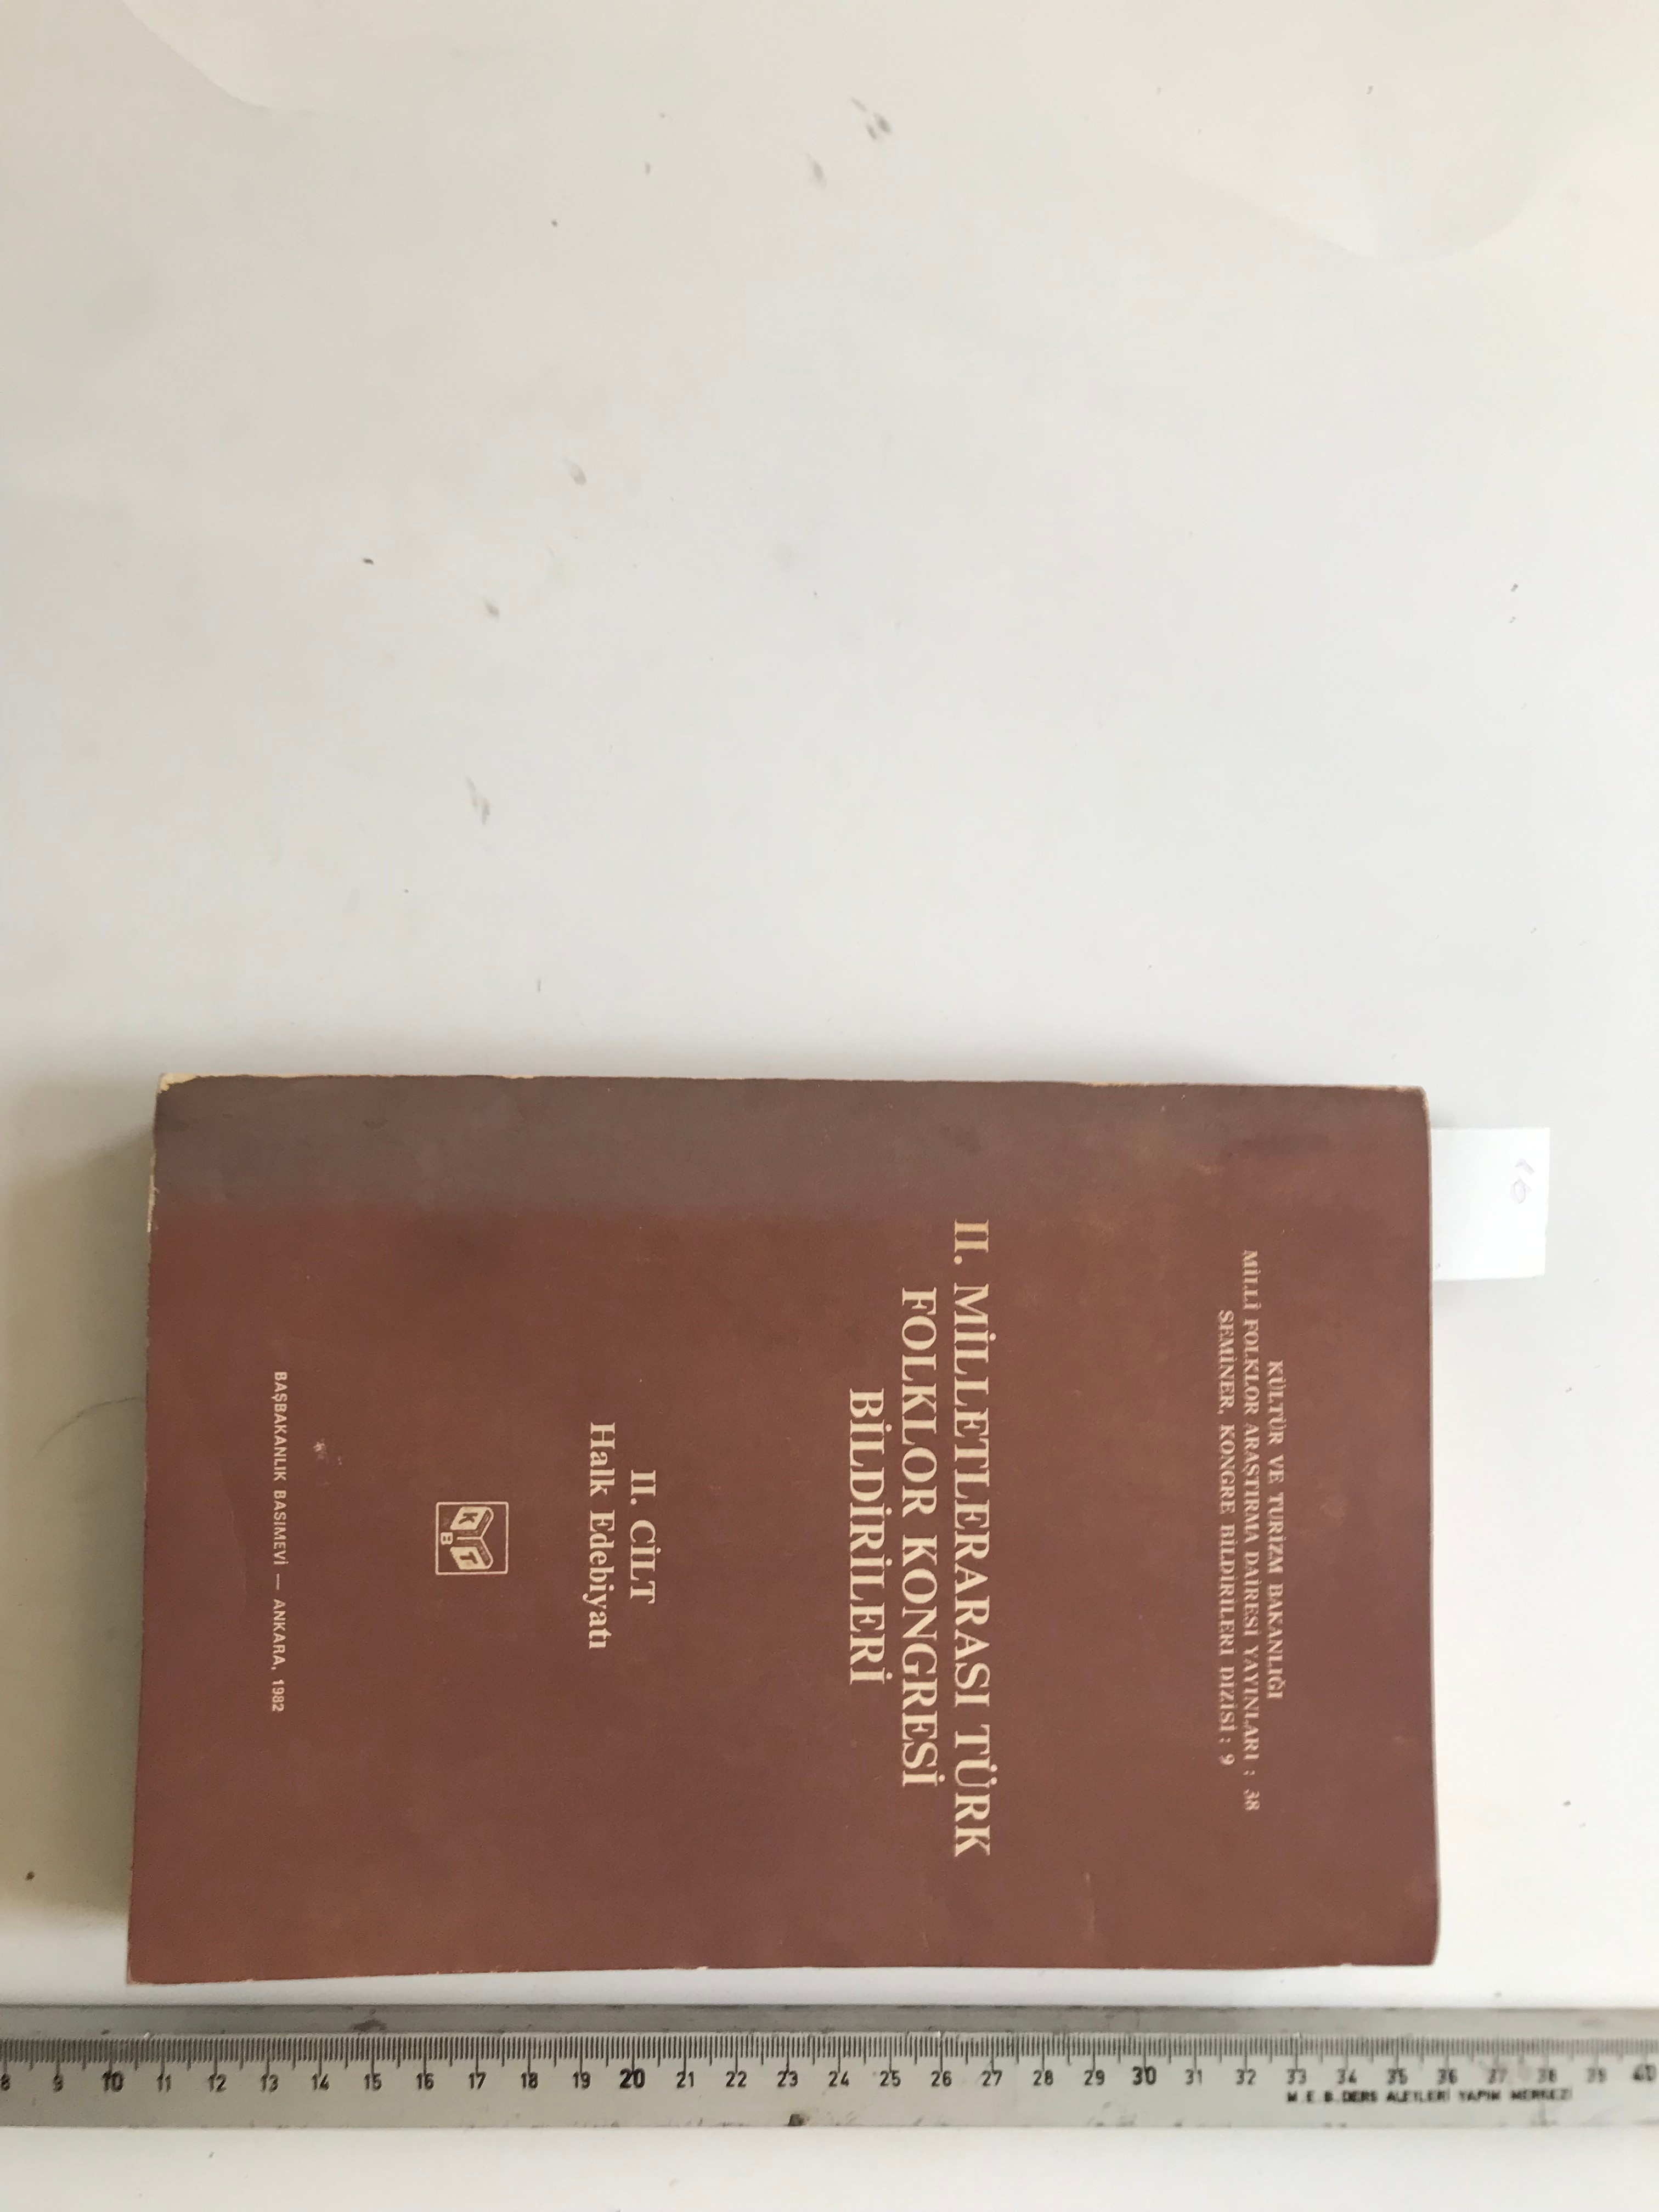 KÜLTÜR VE TURİZM BAKANLIĞI
MİLLİ FOLKLOR ARAŞTIRMA DAİRESİ YAYINLARI : 38
SEMİNER, KONGRE BİLDİRİLERİ DİZİSİ : 9
II. MİLLETLERARASI TÜRK
FOLKLOR KONGRESİ
BİLDİRİLERİ
II. CİLT
Halk Edebiyatı
K T
B
BAŞBAKANLIK BASIMEVİ — ANKARA, 1982
8 9 10 11 12 13 14 15 16 17 18 19 20 21 22 23 24 25 26 27 28 29 30 31 32 33 34 35 36 37 38 39 40
M.E.B. DERS ALETLERİ YAPIM MERKEZİ